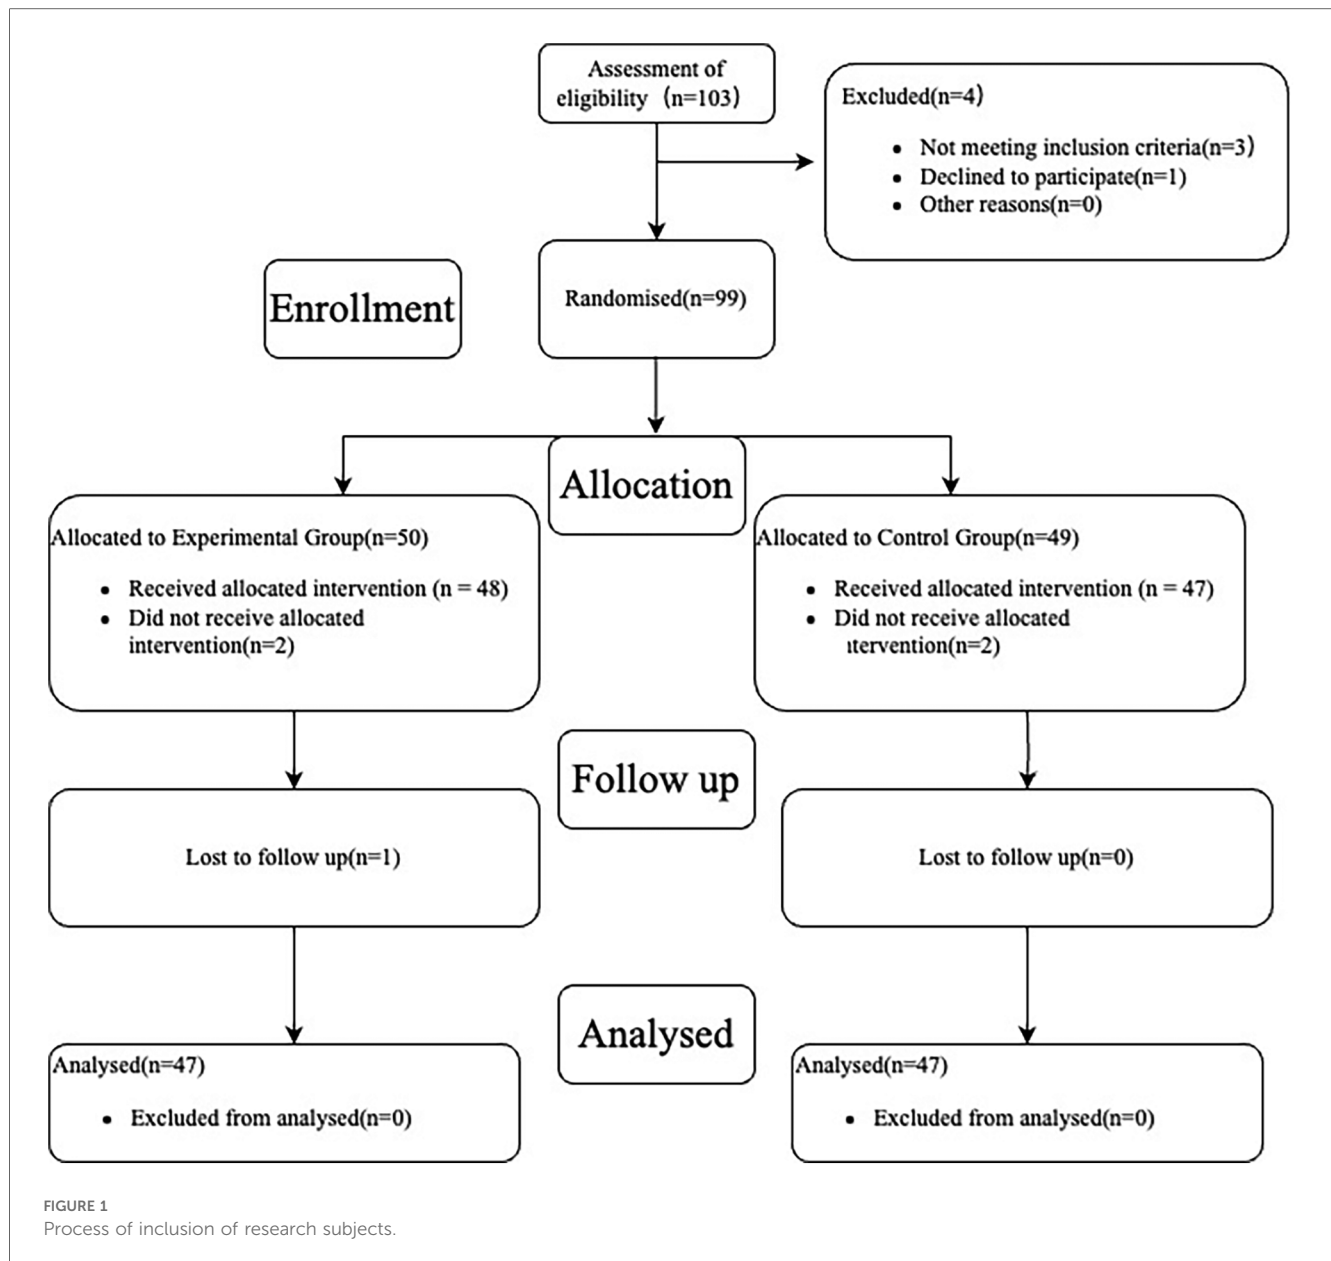 Assessment of
eligibility (n=103)
Excluded(n=4)
• Not meeting inclusion criteria(n=3)
• Declined to participate(n=1)
• Other reasons(n=0)
Enrollment
Randomised(n=99)
Allocation
Allocated to Experimental Group(n=50)
• Received allocated intervention (n = 48)
• Did not receive allocated
intervention(n=2)
Allocated to Control Group(n=49)
• Received allocated intervention (n = 47)
• Did not receive allocated
ıtervention(n=2)
Follow up
Lost to follow up(n=1)
Lost to follow up(n=0)
Analysed
Analysed(n=47)
• Excluded from analysed(n=0)
Analysed(n=47)
• Excluded from analysed(n=0)
FIGURE 1
Process of inclusion of research subjects.